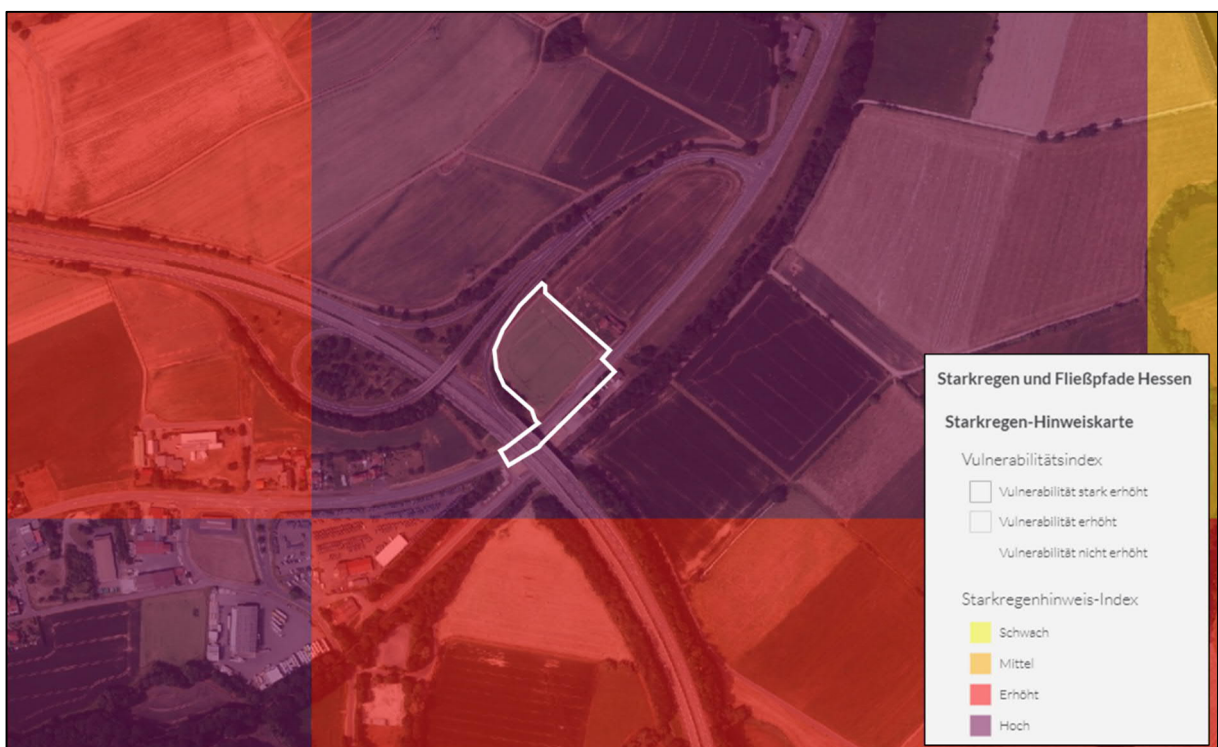 Starkregen und Fließpfade Hessen
Starkregen-Hinweiskarte
Vulnerabilitätsindex
Vulnerabilität stark erhöht
Vulnerabilität erhöht
Vulnerabilität nicht erhöht
Starkregenhinweis-Index
Schwach
Mittel
Erhöht
Hoch